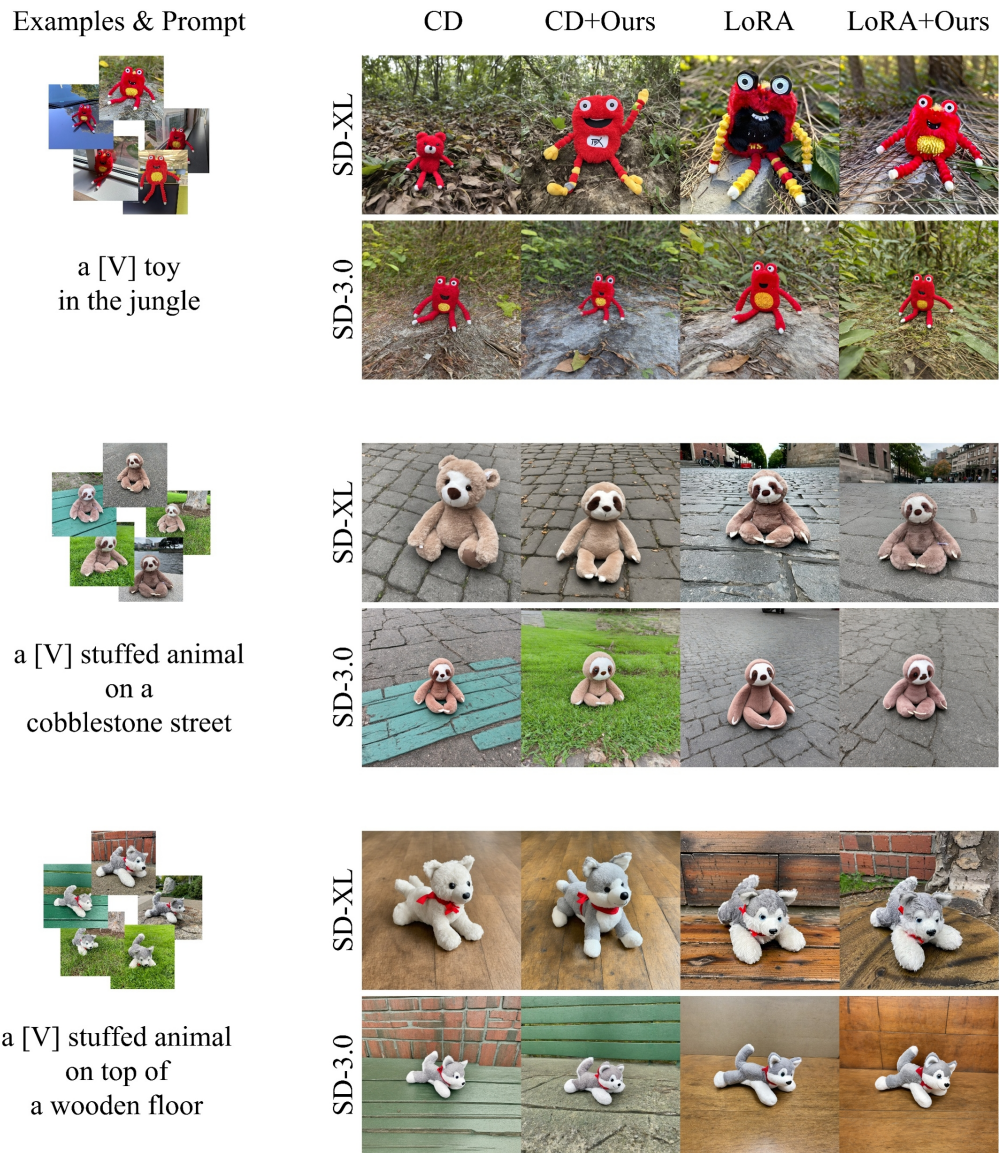 Examples & Prompt
CD
CD+Ours
LoRA
LoRA+Ours
a [V] toy
in the jungle
SD-XL
SD-3.0
a [V] stuffed animal
on a
cobblestone street
SD-XL
SD-3.0
a [V] stuffed animal
on top of
a wooden floor
SD-XL
SD-3.0